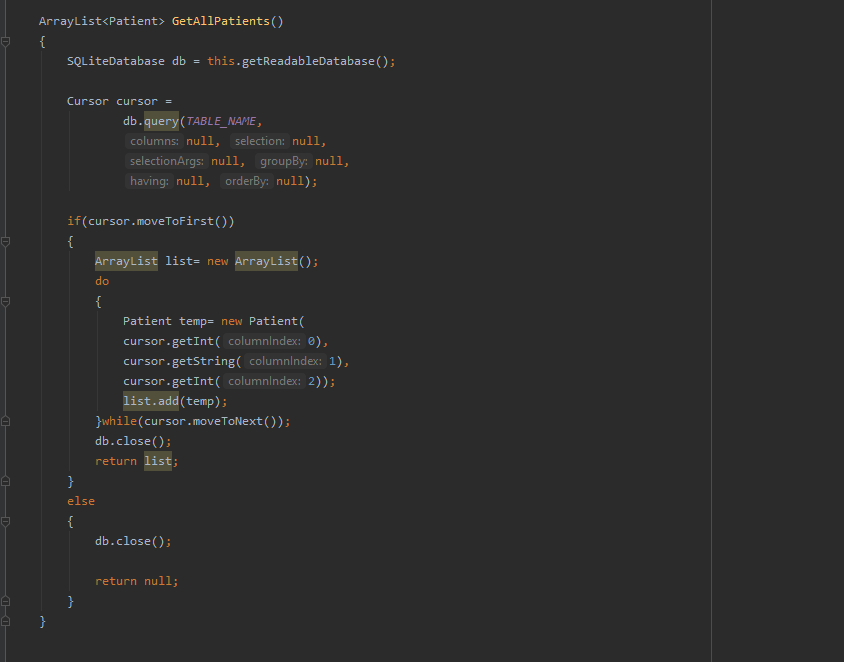 ArrayList<Patient> GetAllPatients()
{
SQLiteDatabase db = this.getReadableDatabase();
Cursor cursor =
db.query(TABLE_NAME,
columns: null, selection: null,
selectionArgs: null, groupBy: null,
having: null, orderBy: null);
if(cursor.moveToFirst())
{
ArrayList list= new ArrayList();
do
{
Patient temp= new Patient(
cursor.getInt( columnIndex: 0),
cursor.getString( columnIndex: 1),
cursor.getInt( columnIndex: 2));
list.add(temp);
}while(cursor.moveToNext());
db.close();
return list;
}
else
{
db.close();
return null;
}
}